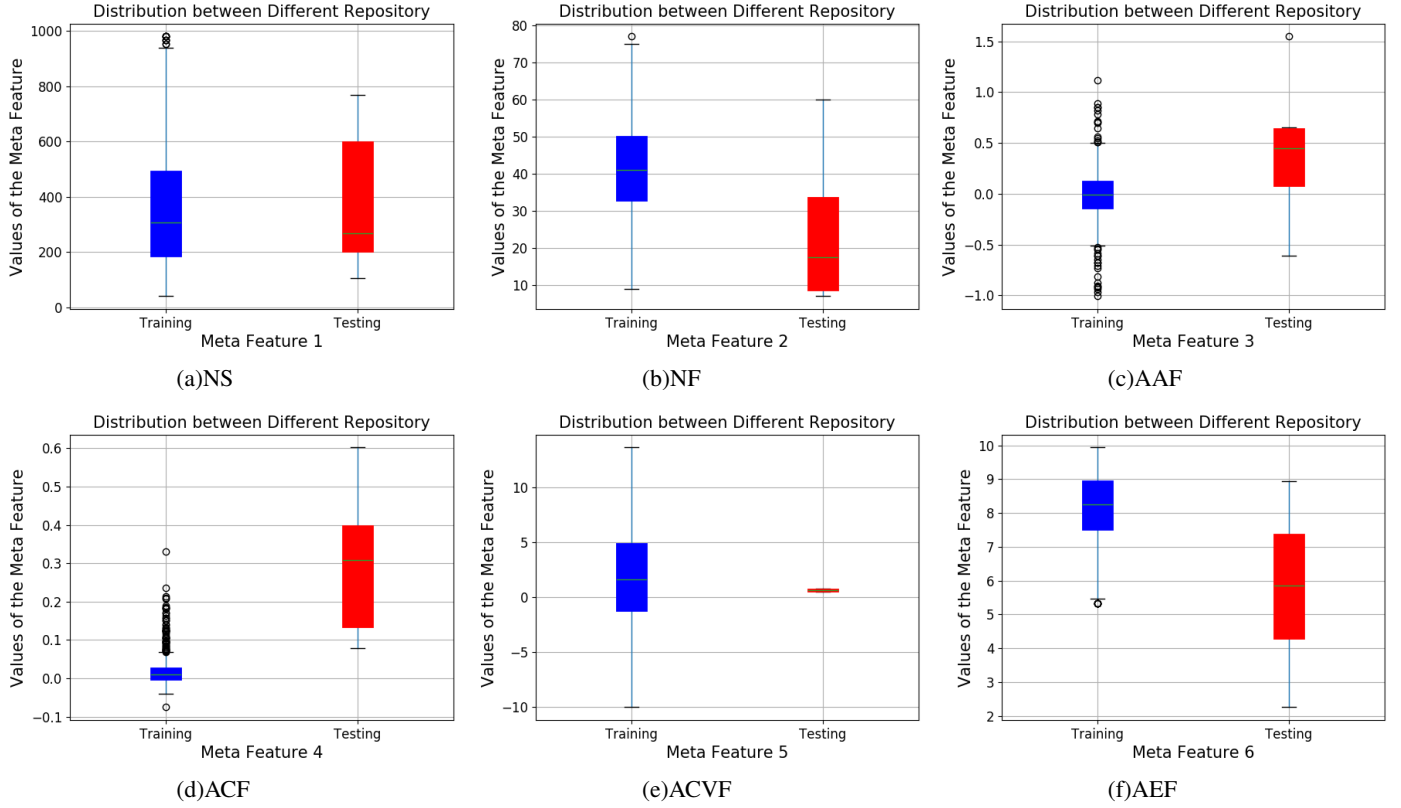 Distribution between Different Repository
Values of the Meta Feature
1000
800
600
400
200
0
Training
Testing
Meta Feature 1
(a)NS
Distribution between Different Repository
Values of the Meta Feature
80
70
60
50
40
30
20
10
Training
Testing
Meta Feature 2
(b)NF
Distribution between Different Repository
Values of the Meta Feature
1.5
1.0
0.5
0.0
−0.5
−1.0
Training
Testing
Meta Feature 3
(c)AAF
Distribution between Different Repository
Values of the Meta Feature
0.6
0.5
0.4
0.3
0.2
0.1
0.0
−0.1
Training
Testing
Meta Feature 4
(d)ACF
Distribution between Different Repository
Values of the Meta Feature
10
5
0
−5
−10
Training
Testing
Meta Feature 5
(e)ACVF
Distribution between Different Repository
Values of the Meta Feature
10
9
8
7
6
5
4
3
2
Training
Testing
Meta Feature 6
(f)AEF